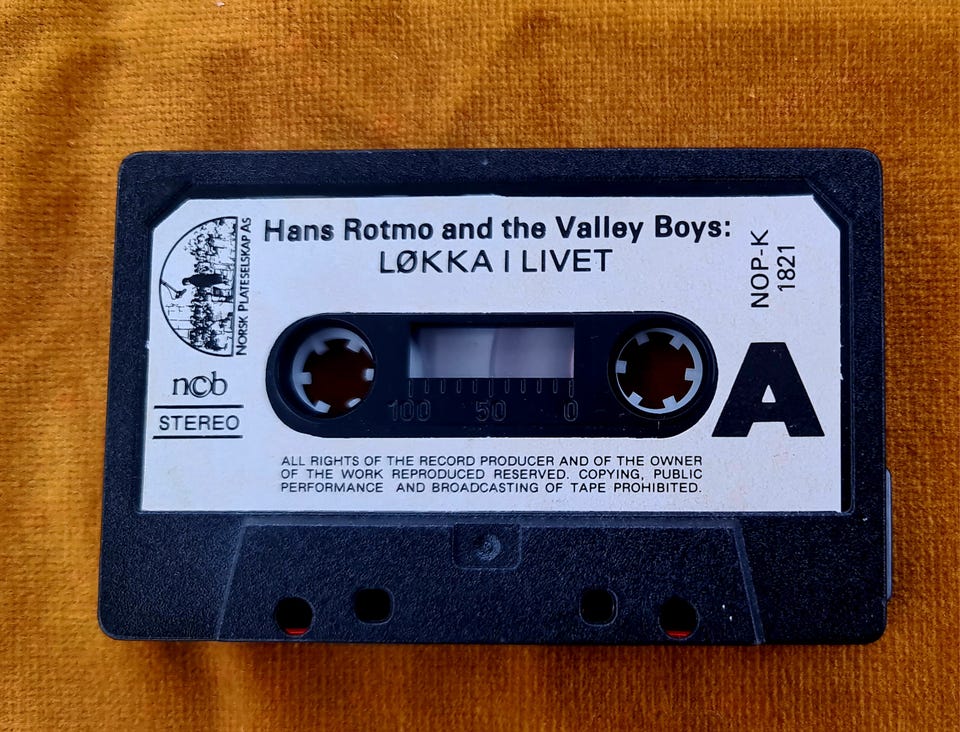 Hans Rotmo and the Valley Boys:
LØKKA I LIVET
NORSK PLATESELSKAP AS
NOP-K
1821
ncb
STEREO
A
100 50 0
ALL RIGHTS OF THE RECORD PRODUCER AND OF THE OWNER
OF THE WORK REPRODUCED RESERVED. COPYING, PUBLIC
PERFORMANCE AND BROADCASTING OF TAPE PROHIBITED.